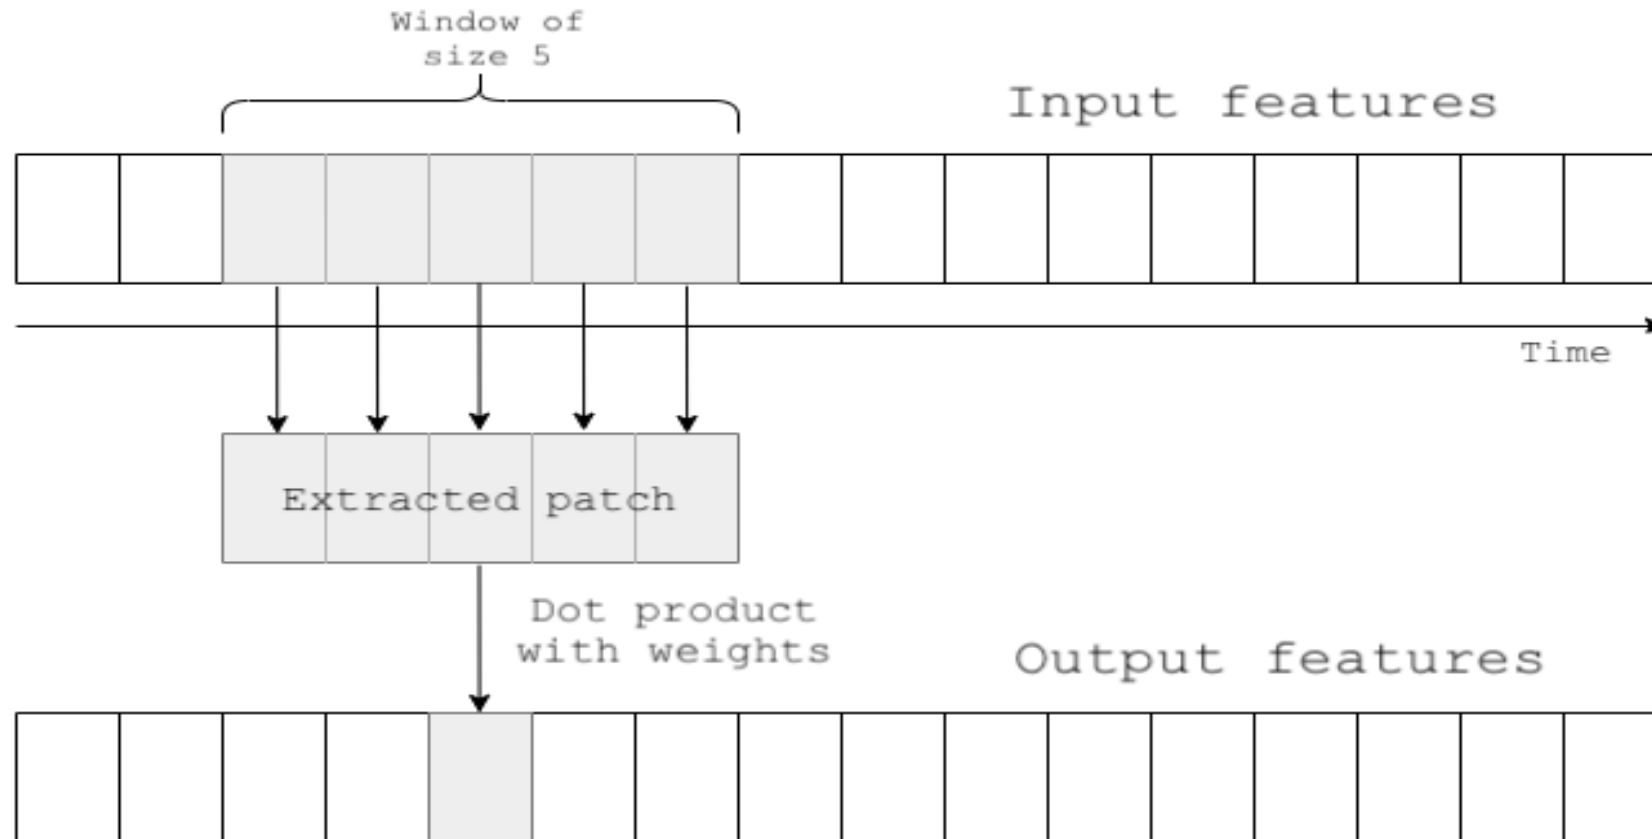 Window of
size 5
Input features
Time
Extracted patch
Dot product
with weights
Output features